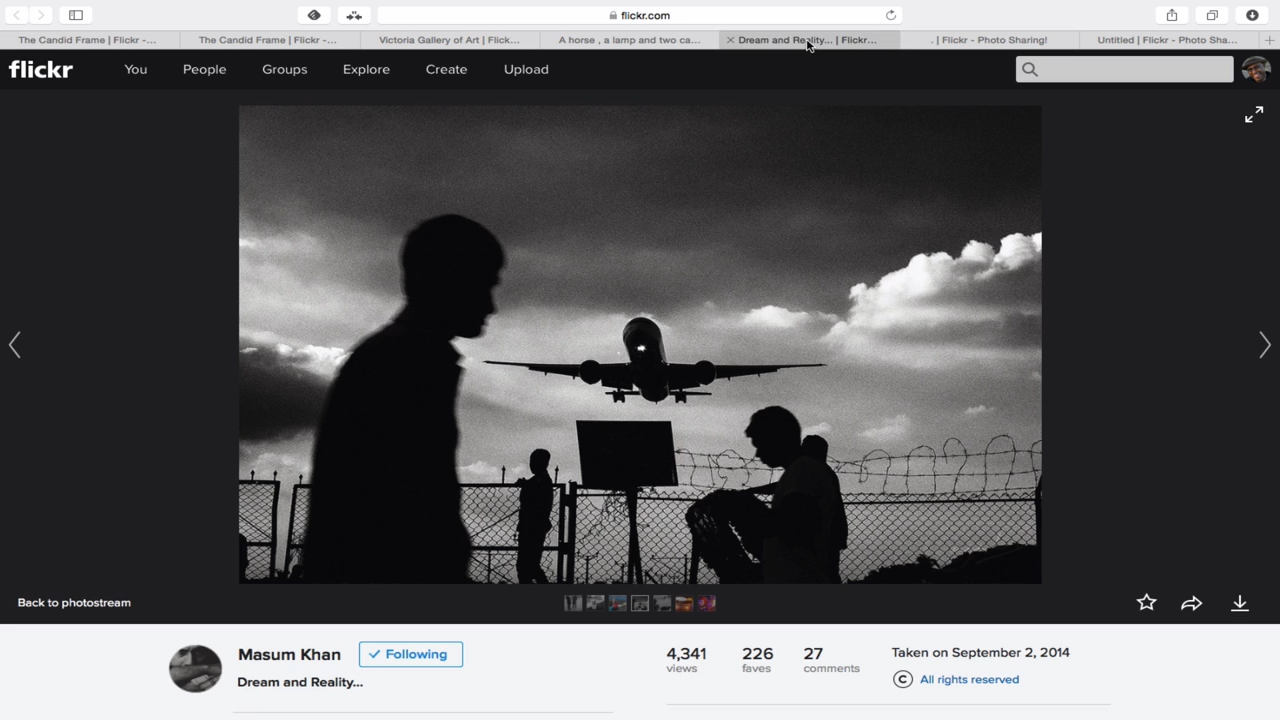 flickr.com
The Candid Frame | Flickr -...
The Candid Frame | Flickr -...
Victoria Gallery of Art | Flick...
A horse , a lamp and two ca...
Dream and Reality... | Flickr...
. | Flickr - Photo Sharing!
Untitled | Flickr - Photo Sha...
flickr
You
People
Groups
Explore
Create
Upload
Back to photostream
Masum Khan
Following
Dream and Reality...
4,341
views
226
faves
27
comments
Taken on September 2, 2014
© All rights reserved